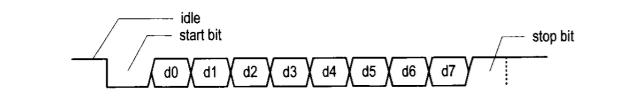 idle
start bit
stop bit
d0 d1 d2 d3 d4 d5 d6 d7